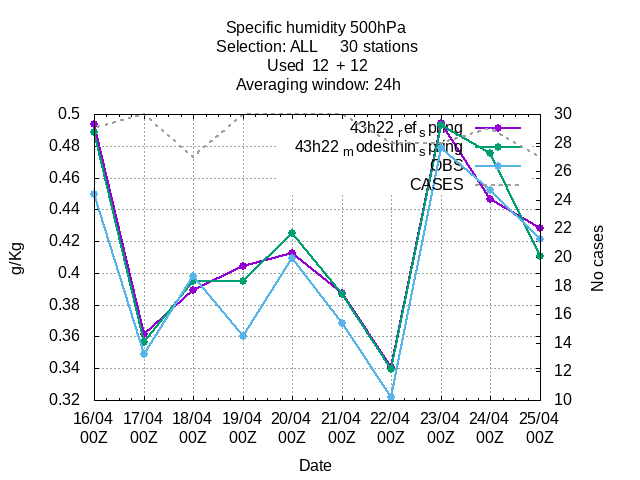 Specific humidity 500hPa
Selection: ALL 30 stations
Used 12 + 12
Averaging window: 24h
0.5
0.48
0.46
0.44
0.42
0.4
0.38
0.36
0.34
0.32
g/Kg
43h22 refspring
43h22 modeshinspring
OBS
CASES
30
28
26
24
22
20
18
16
14
12
10
No cases
16/04 17/04 18/04 19/04 20/04 21/04 22/04 23/04 24/04 25/04
00Z 00Z 00Z 00Z 00Z 00Z 00Z 00Z 00Z 00Z
Date